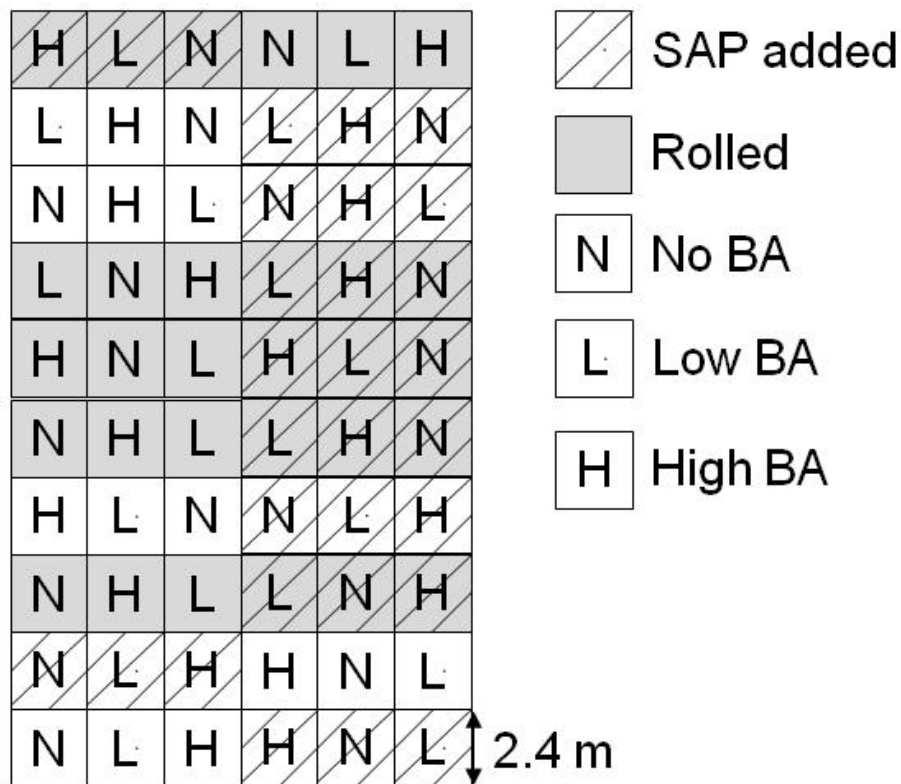 H L N N L H
L H N L H N
N H L N H L
L N H L H N
H N L H L N
N H L L H N
H L N N L H
N H L L N H
N L H H N L
N L H H N L
2.4 m
SAP added
Rolled
N No BA
L Low BA
H High BA